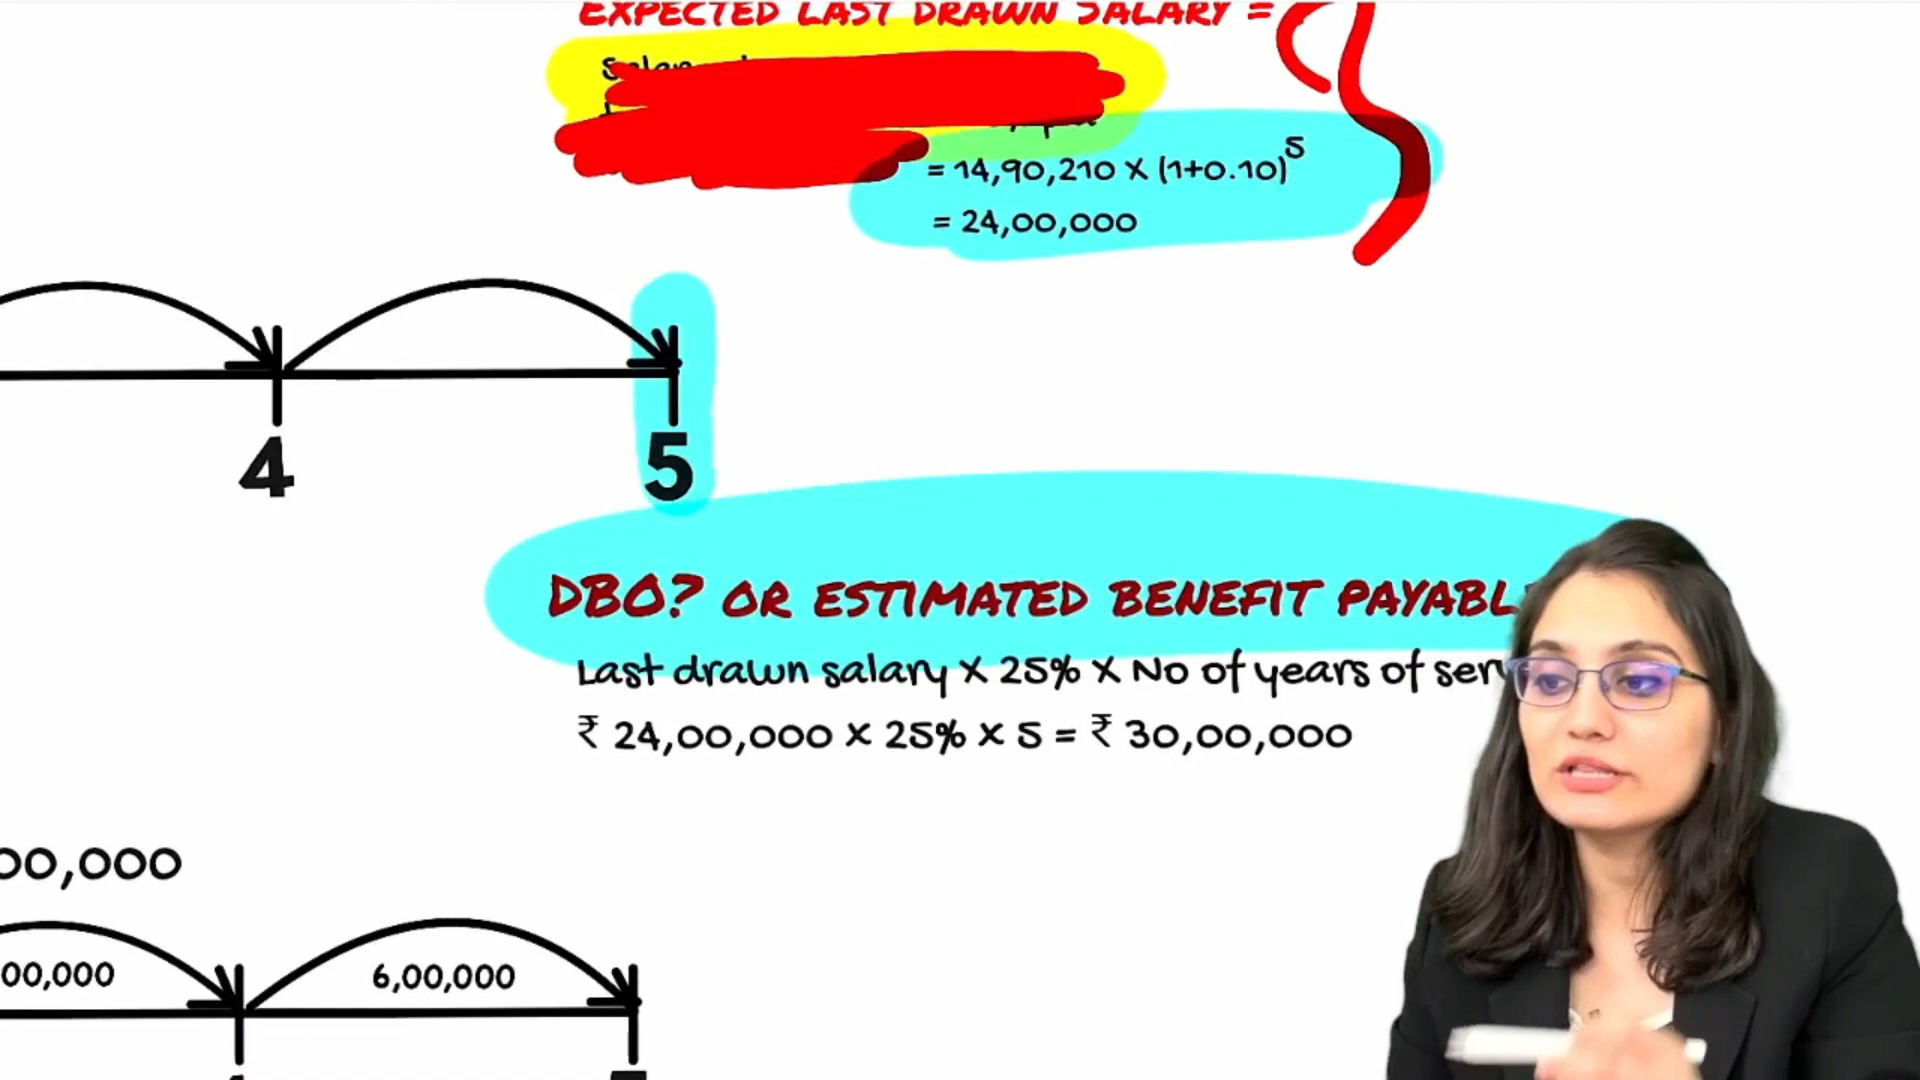 EXPECTED LAST DRAWN SALARY =
= 14,90,210 X (1+0.10)5
= 24,00,000
4
5
DBO? OR ESTIMATED BENEFIT PAYABL
Last drawn salary X 25% X No of years of ser
₹ 24,00,000 X 25% X 5 = ₹ 30,00,000
00,000
00,000
6,00,000